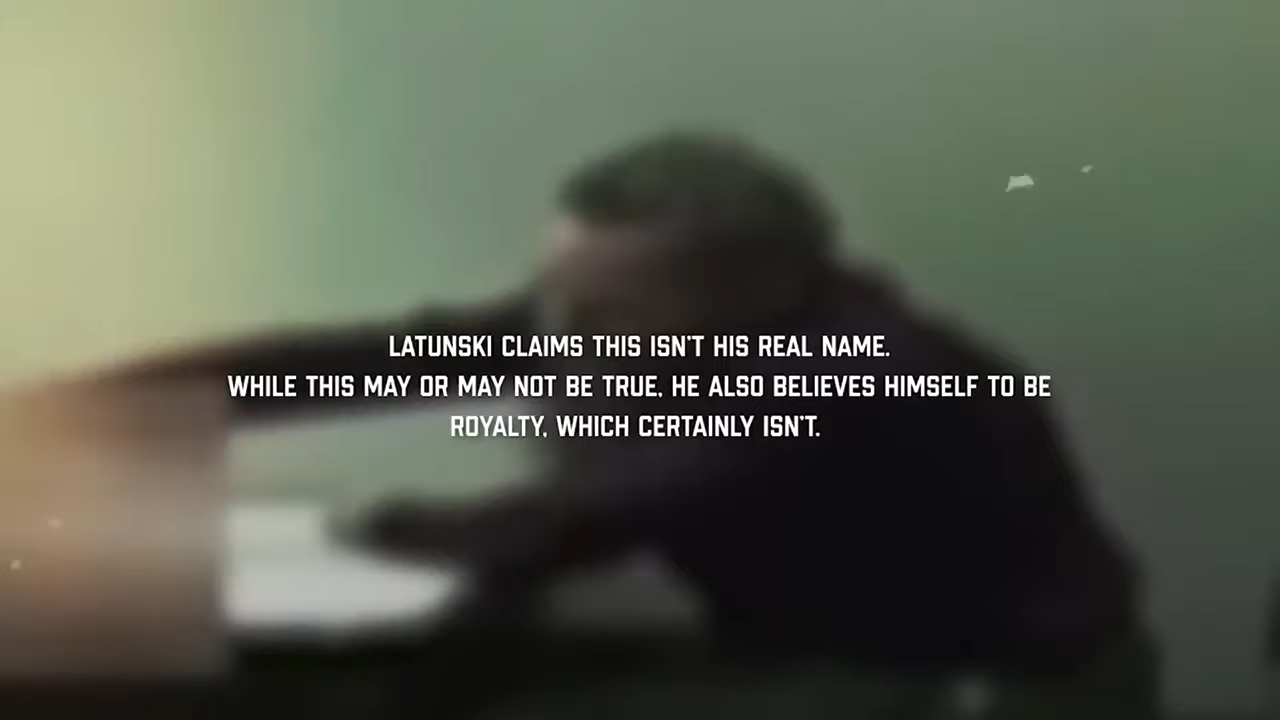 LATUNSKI CLAIMS THIS ISN'T HIS REAL NAME.
WHILE THIS MAY OR MAY NOT BE TRUE, HE ALSO BELIEVES HIMSELF TO BE
ROYALTY, WHICH CERTAINLY ISN'T.